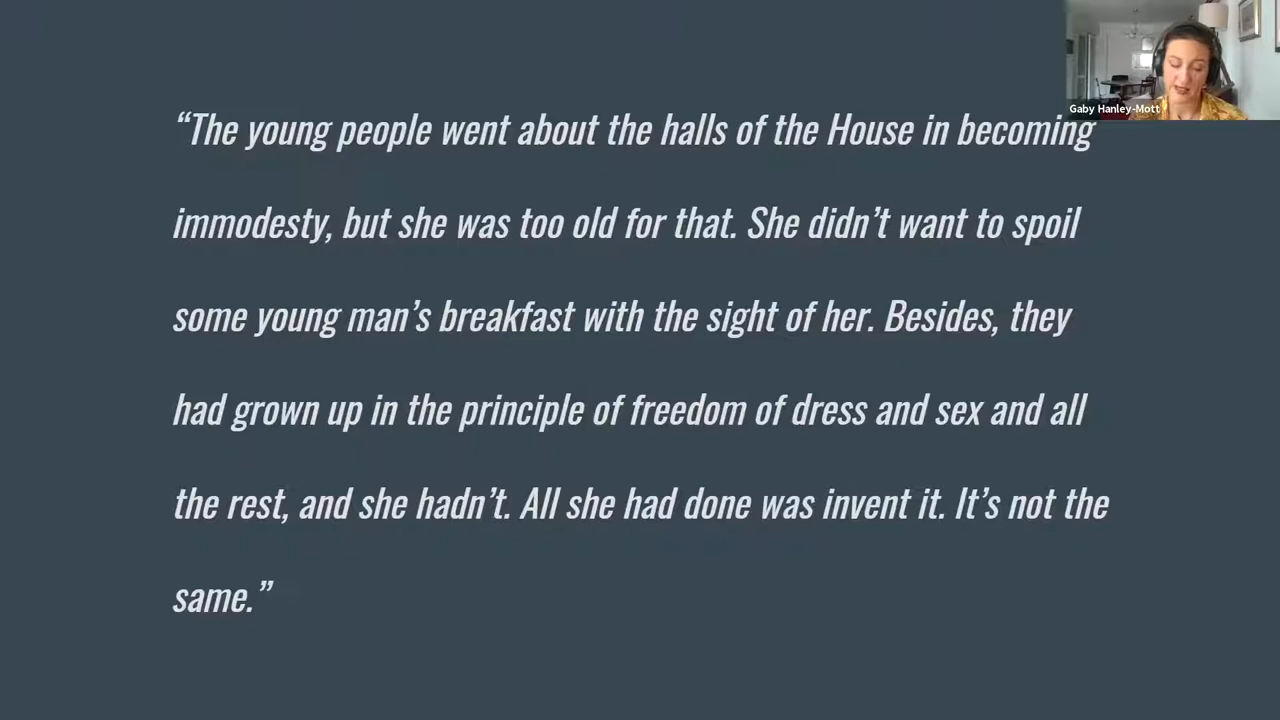 Gaby Hanley-Mott
“The young people went about the halls of the House in becoming
immodesty, but she was too old for that. She didn’t want to spoil
some young man’s breakfast with the sight of her. Besides, they
had grown up in the principle of freedom of dress and sex and all
the rest, and she hadn’t. All she had done was invent it. It’s not the
same.”